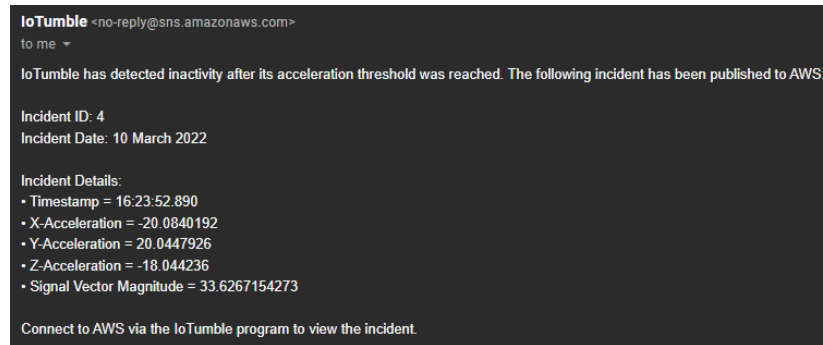 IoTumble <no-reply@sns.amazonaws.com>
to me
IoTumble has detected inactivity after its acceleration threshold was reached. The following incident has been published to AWS:
Incident ID: 4
Incident Date: 10 March 2022
Incident Details:
• Timestamp = 16:23:52.890
• X-Acceleration = -20.0840192
• Y-Acceleration = 20.0447926
• Z-Acceleration = -18.044236
• Signal Vector Magnitude = 33.6267154273
Connect to AWS via the IoTumble program to view the incident.